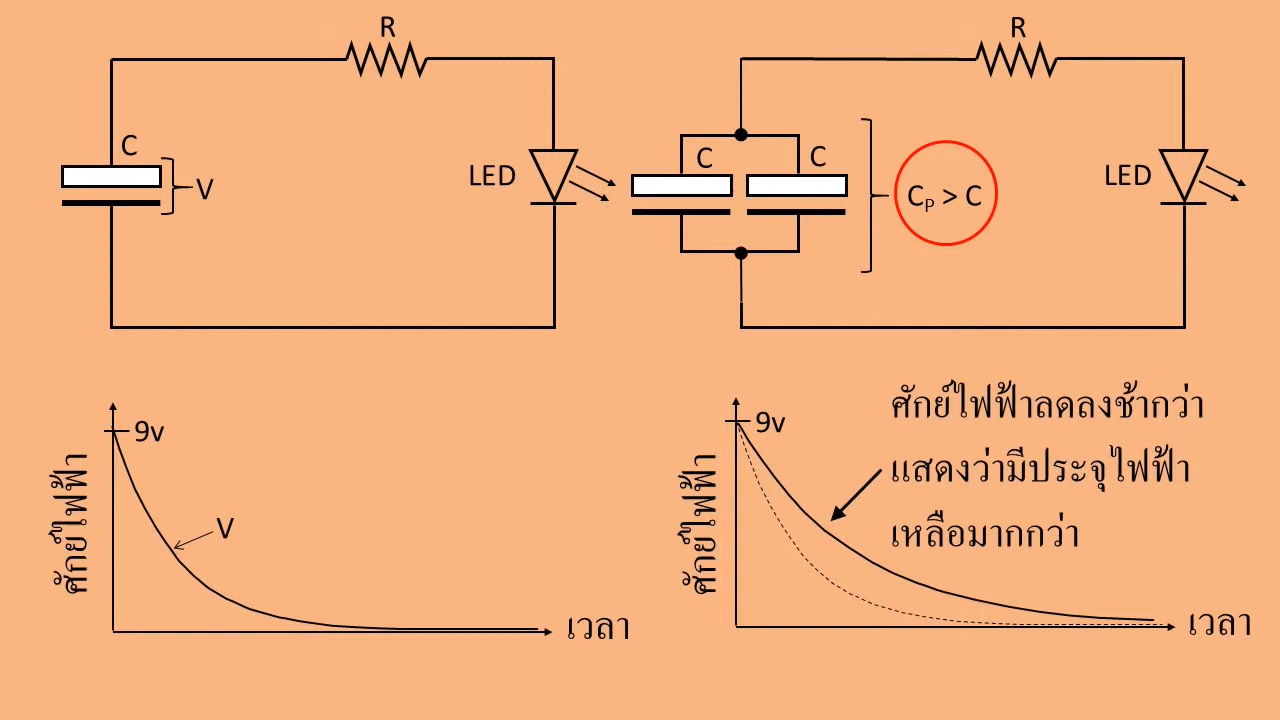 R
C
V
LED
R
C
C
CP > C
LED
9v
V
ศักย์ไฟฟ้า
เวลา
9v
ศักย์ไฟฟ้าลดลงช้ากว่า
แสดงว่ามีประจุไฟฟ้า
เหลือมากกว่า
ศักย์ไฟฟ้า
เวลา